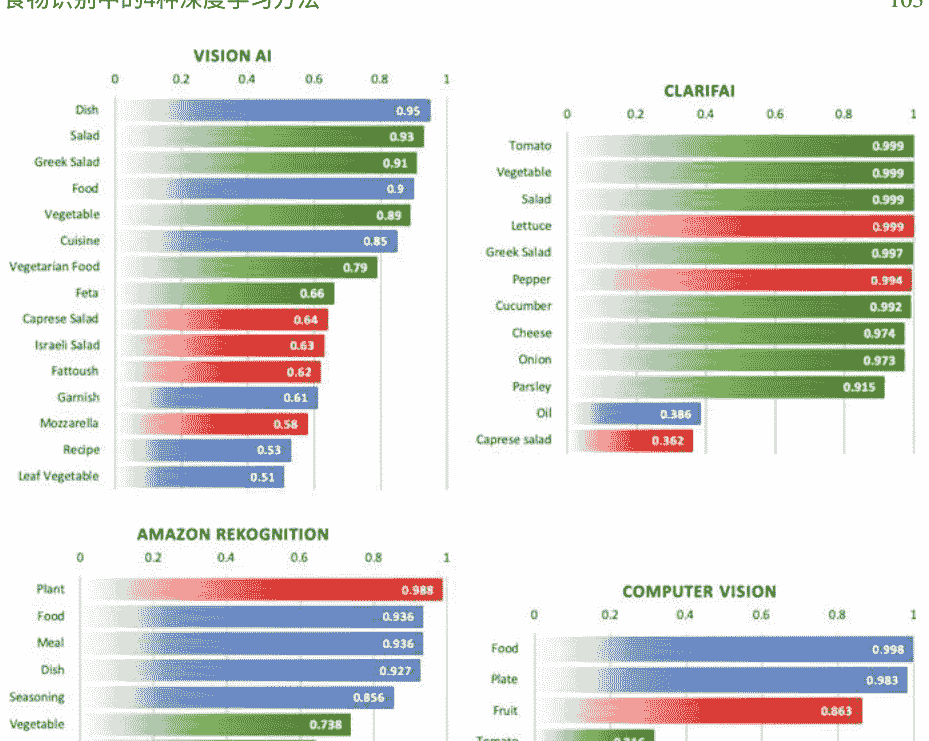 食物识别中的4种深度学习方法 103
VISION AI
0 0.2 0.4 0.6 0.8 1
Dish 0.95
Salad 0.93
Greek Salad 0.91
Food 0.9
Vegetable 0.89
Cuisine 0.85
Vegetarian Food 0.79
Feta 0.66
Caprese Salad 0.64
Israeli Salad 0.63
Fattoush 0.62
Garnish 0.61
Mozzarella 0.58
Recipe 0.53
Leaf Vegetable 0.51
CLARIFAI
0 0.2 0.4 0.6 0.8 1
Tomato 0.999
Vegetable 0.999
Salad 0.999
Lettuce 0.999
Greek Salad 0.997
Pepper 0.994
Cucumber 0.992
Cheese 0.974
Onion 0.973
Parsley 0.915
Oil 0.386
Caprese salad 0.362
AMAZON REKOGNITION
0 0.2 0.4 0.6 0.8 1
Plant 0.988
Food 0.936
Meal 0.936
Dish 0.927
Seasoning 0.856
Vegetable 0.738
COMPUTER VISION
0 0.2 0.4 0.6 0.8 1
Food 0.998
Plate 0.983
Fruit 0.863
Tomato